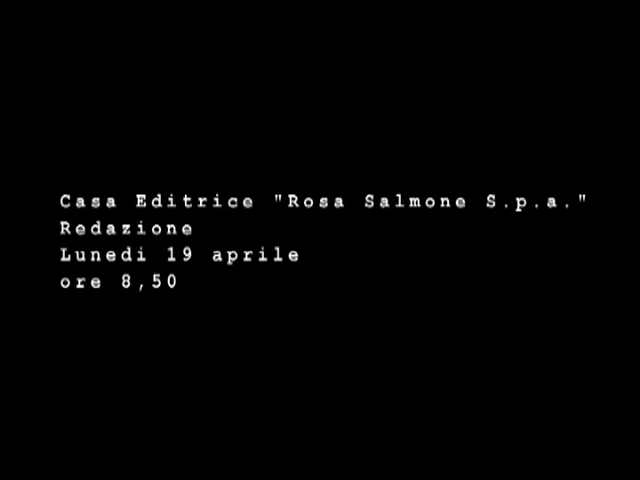 Casa Editrice "Rosa Salmone S.p.a."
Redazione
Lunedi 19 aprile
ore 8,50